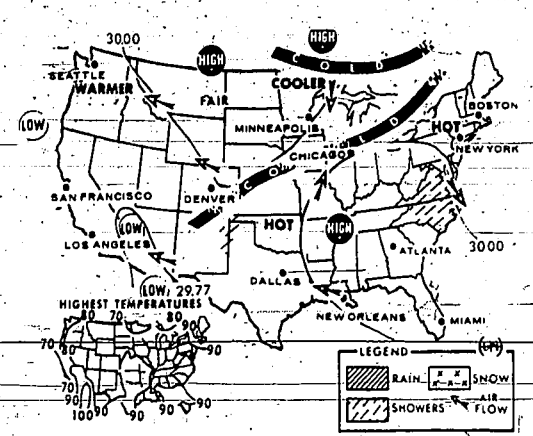 30.00
HIGH
HIGH
COLD
SEATTLE
WARMER
COOLER
FAIR
BOSTON
LOW
MINNEAPOLIS
COLD
HOT
NEW YORK
CHICAGO
SAN FRANCISCO
DENVER
LOW
HOT
HIGH
LOS ANGELES
ATLANTA
30.00
DALLAS
LOW 29.77
HIGHEST TEMPERATURES
NEW ORLEANS
MIAMI
80 70 80 90
70 80 90
70
90
100 90 90 90
LEGEND
RAIN
SNOW
SHOWERS
AIR FLOW